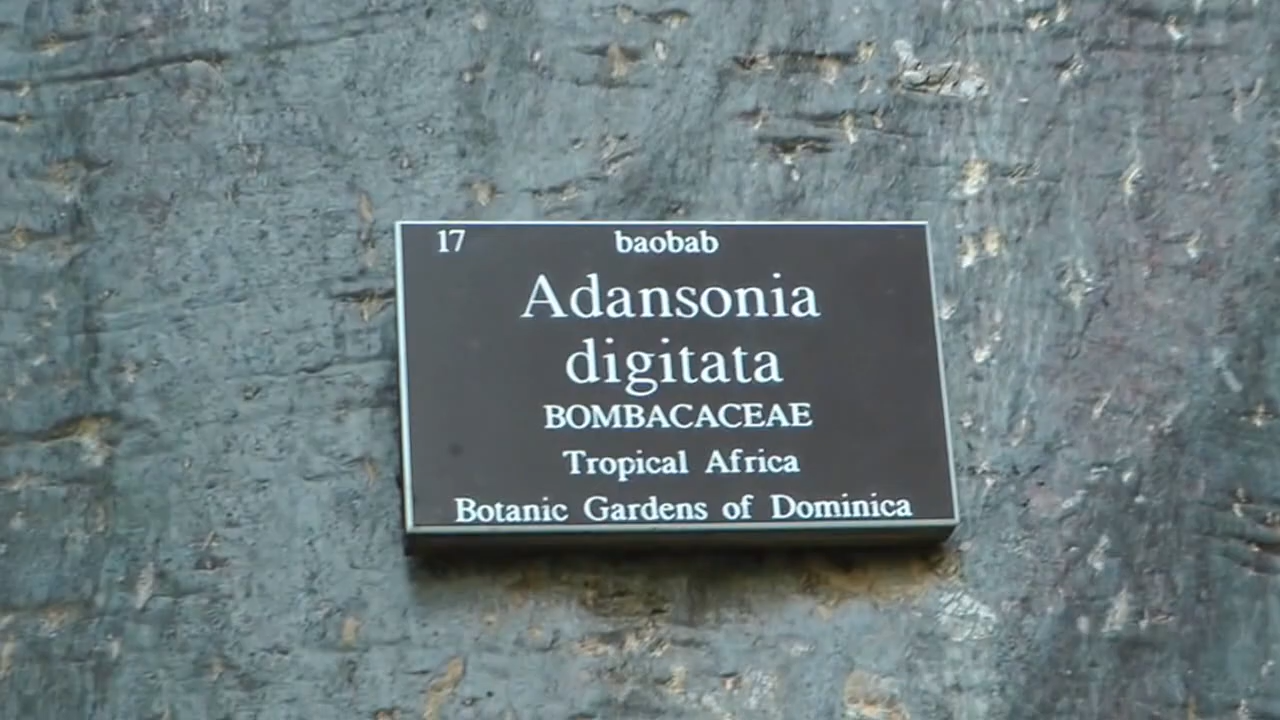 17 baobab
Adansonia
digitata
BOMBACACEAE
Tropical Africa
Botanic Gardens of Dominica